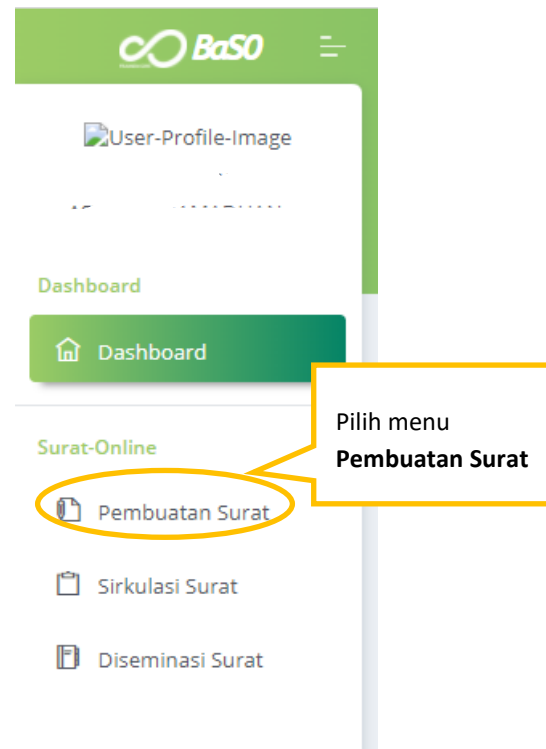 BaSO
User-Profile-Image
Dashboard
Dashboard
Pilih menu
Pembuatan Surat
Surat-Online
Pembuatan Surat
Sirkulasi Surat
Diseminasi Surat